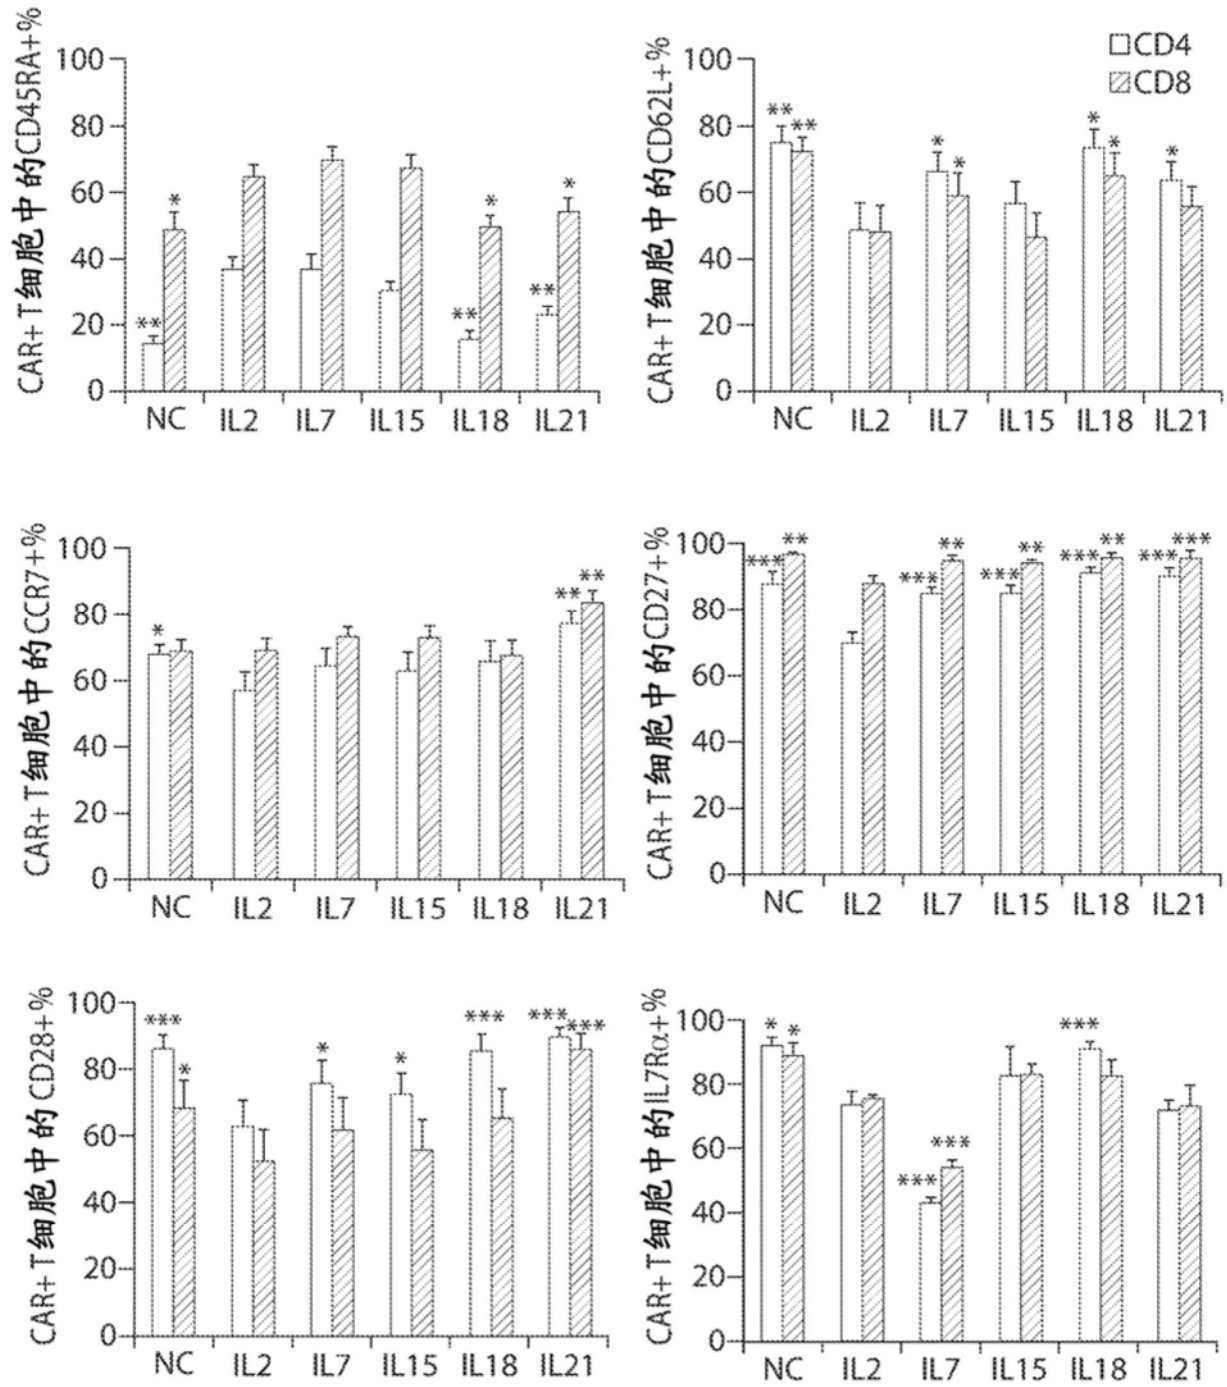 CAR+ T细胞中的CD45RA+%
100
80
60
40
20
0
* ** * ** * ** *
NC IL2 IL7 IL15 IL18 IL21
CAR+ T细胞中的CD62L+%
CD4
CD8
100
80
60
40
20
0
** ** * * * * *
NC IL2 IL7 IL15 IL18 IL21
CAR+ T细胞中的CCR7+%
100
80
60
40
20
0
* ** **
NC IL2 IL7 IL15 IL18 IL21
CAR+ T细胞中的CD27+%
100
80
60
40
20
0
*** ** *** ** *** ** *** ** *** ***
NC IL2 IL7 IL15 IL18 IL21
CAR+ T细胞中的 CD28+%
100
80
60
40
20
0
*** * * * *** *** ***
NC IL2 IL7 IL15 IL18 IL21
CAR+ T细胞中的IL7Rα+%
100
80
60
40
20
0
* * *** *** ***
NC IL2 IL7 IL15 IL18 IL21